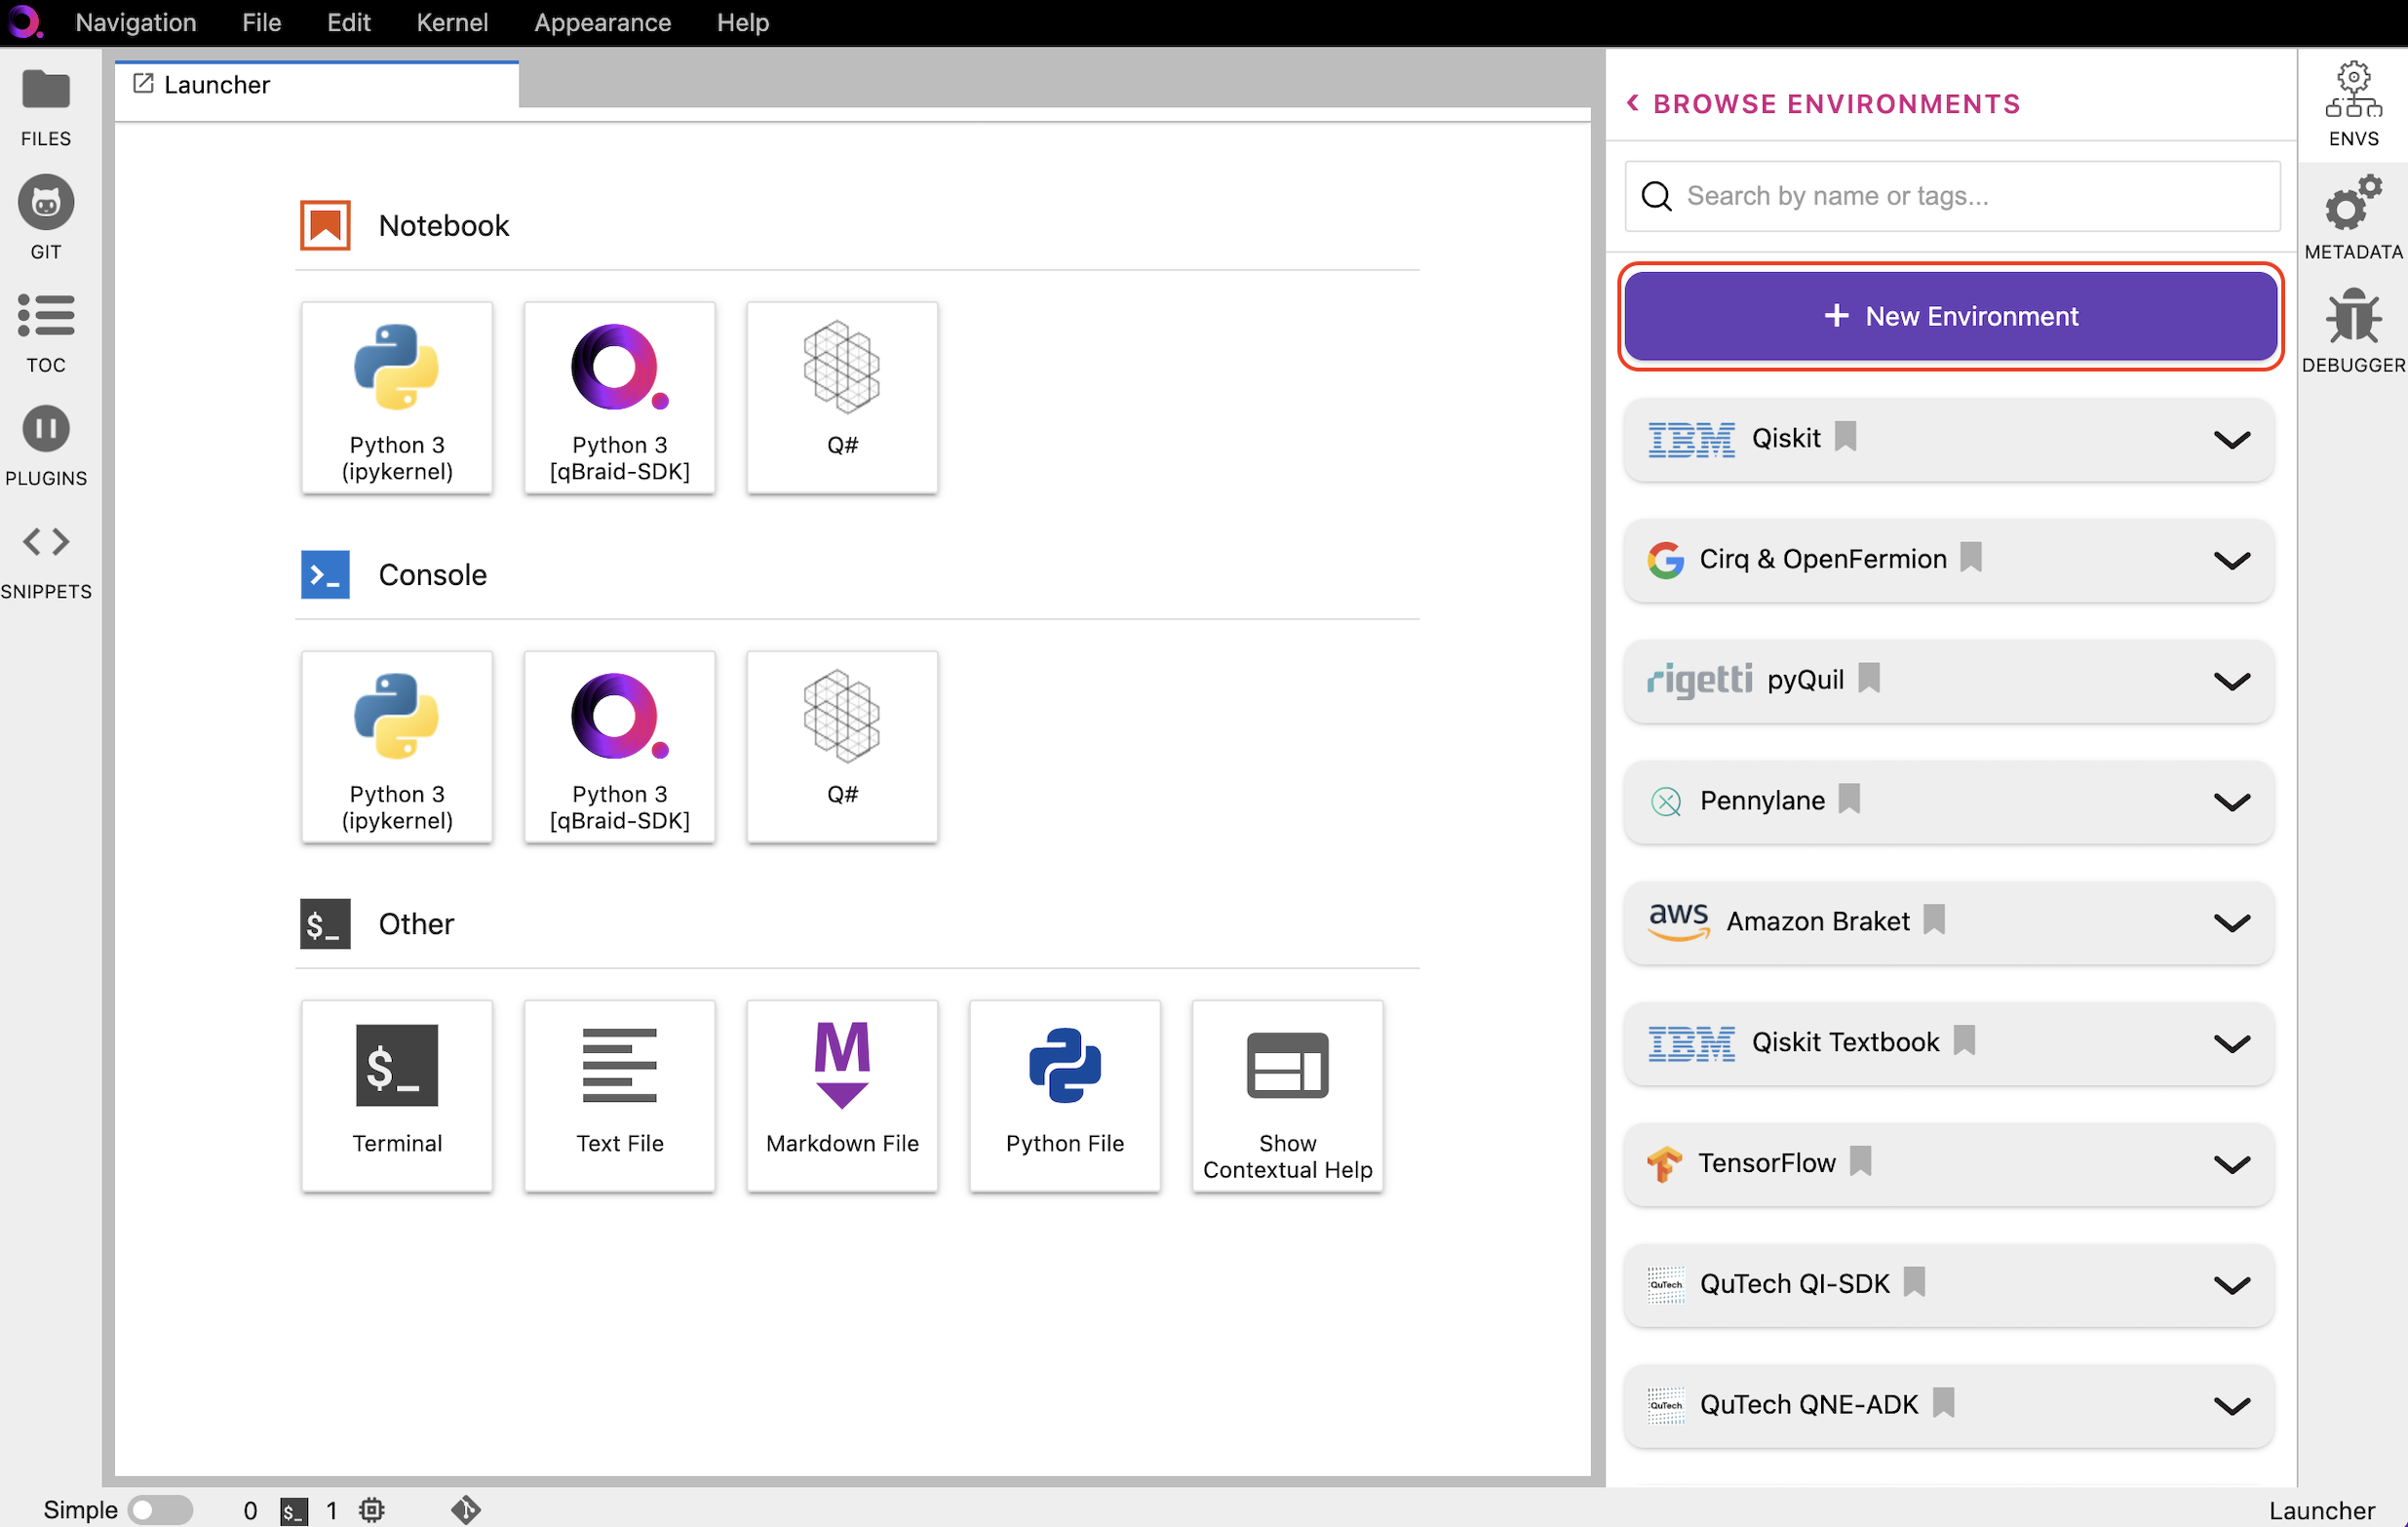 Navigation File Edit Kernel Appearance Help
FILES
GIT
TOC
PLUGINS
SNIPPETS
Launcher
Notebook
Python 3
(ipykernel)
Python 3
[qBraid-SDK]
Q#
Console
Python 3
(ipykernel)
Python 3
[qBraid-SDK]
Q#
$_ Other
$_
Terminal
Text File
M
Markdown File
Python File
Show
Contextual Help
BROWSE ENVIRONMENTS
Search by name or tags...
+ New Environment
IBM Qiskit
Cirq & OpenFermion
rigetti pyQuil
Pennylane
aws Amazon Braket
IBM Qiskit Textbook
TensorFlow
QuTech QuTech QI-SDK
QuTech QuTech QNE-ADK
ENVS
METADATA
DEBUGGER
Simple 0 $_ 1 Launcher